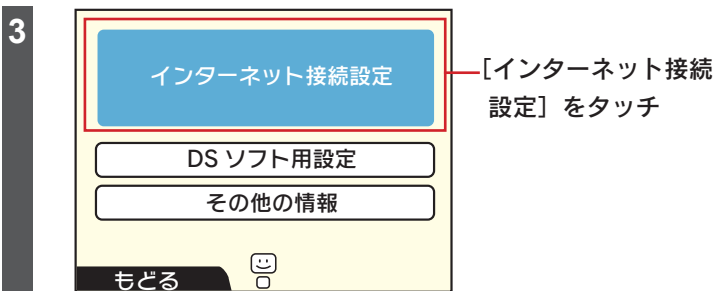 3
インターネット接続設定
[インターネット接続
設定]をタッチ
DS ソフト用設定
その他の情報
もどる